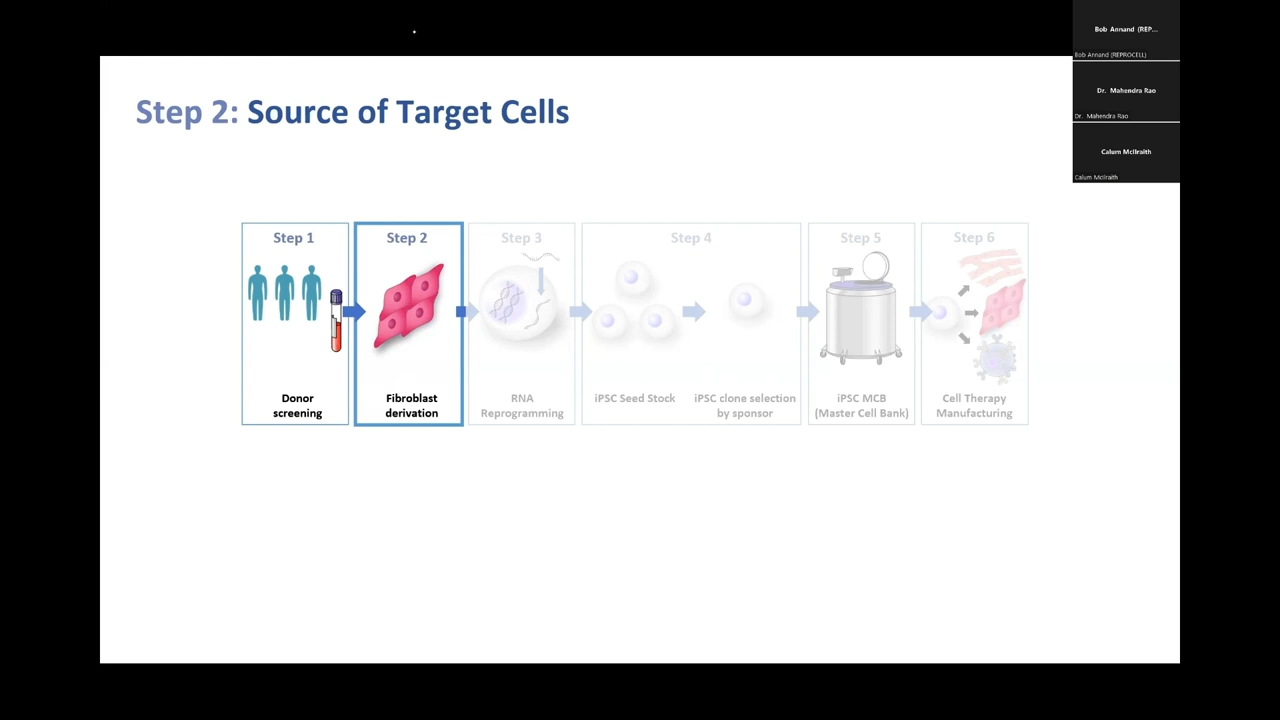 Bob Annand (REP...
Bob Annand (REPROCELL)
Dr. Mahendra Rao
Dr. Mahendra Rao
Calum McIlraith
Calum McIlraith
Step 2: Source of Target Cells
Step 1
Step 2
Step 3
Step 4
Step 5
Step 6
Donor
screening
Fibroblast
derivation
RNA
Reprogramming
iPSC Seed Stock
iPSC clone selection
by sponsor
iPSC MCB
(Master Cell Bank)
Cell Therapy
Manufacturing